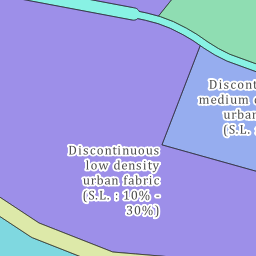 Discontinuous
low density
urban fabric
(S.L. : 10% -
30%)
Discont
medium
urban
(S.L. :